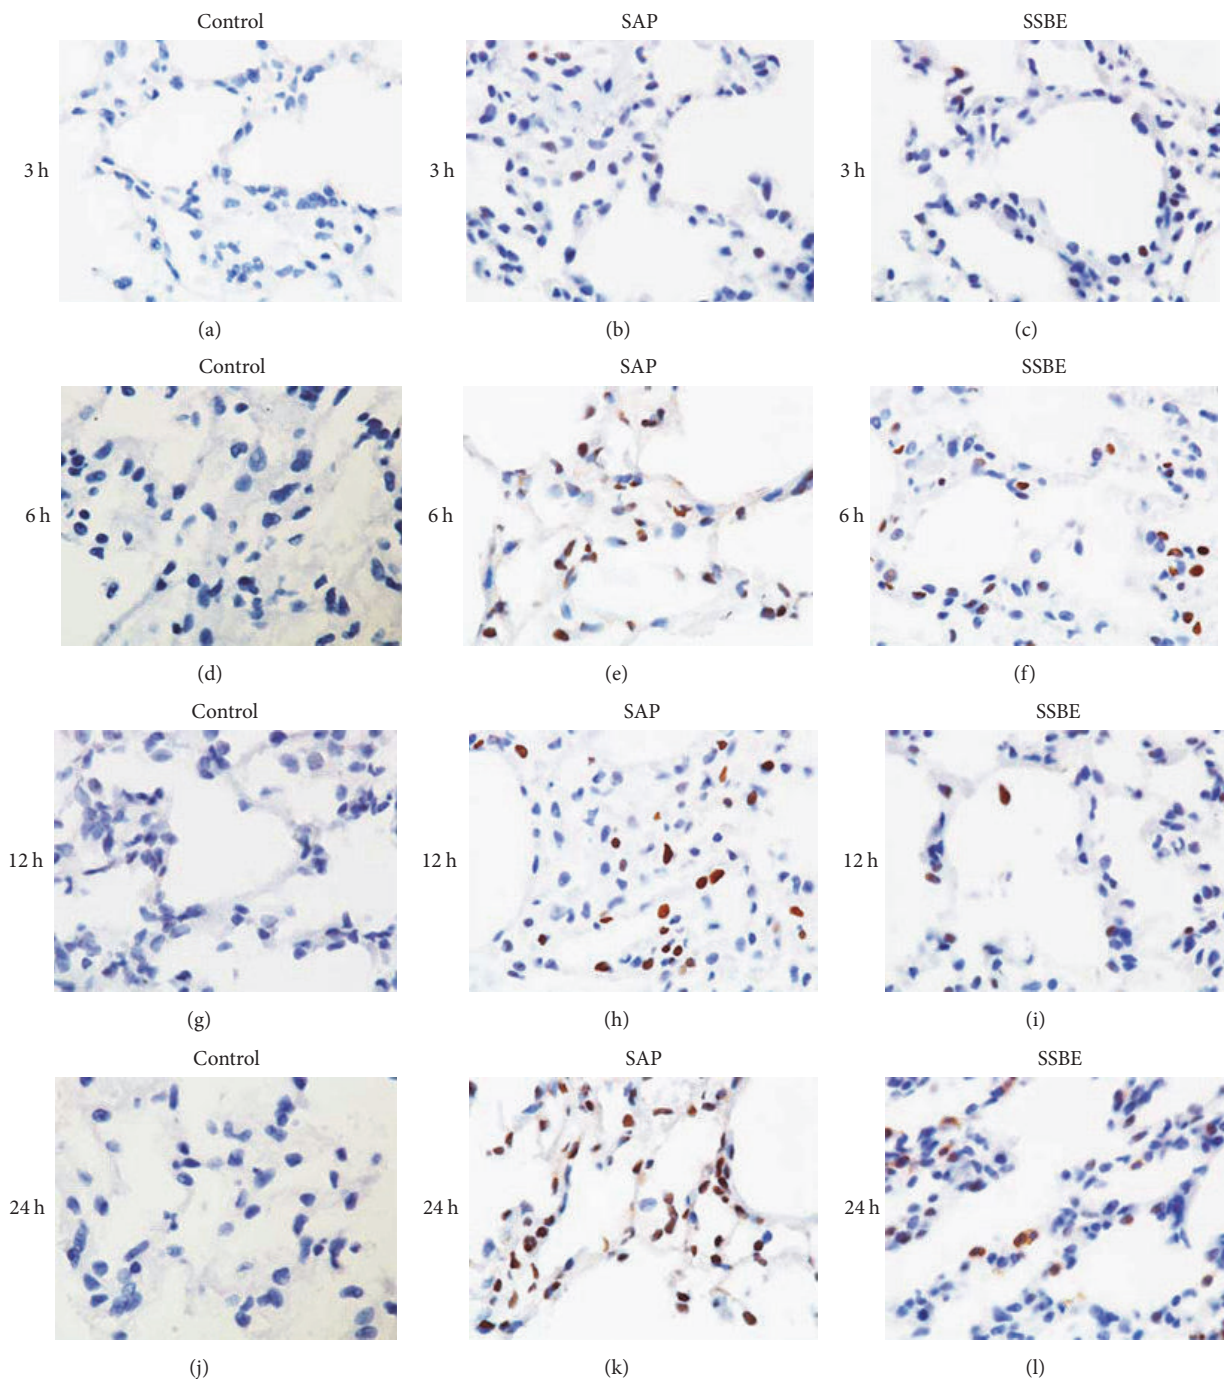 Control SAP SSBE
3 h 3 h 3 h
(a) (b) (c)
Control SAP SSBE
6 h 6 h 6 h
(d) (e) (f)
Control SAP SSBE
12 h 12 h 12 h
(g) (h) (i)
Control SAP SSBE
24 h 24 h 24 h
(j) (k) (l)